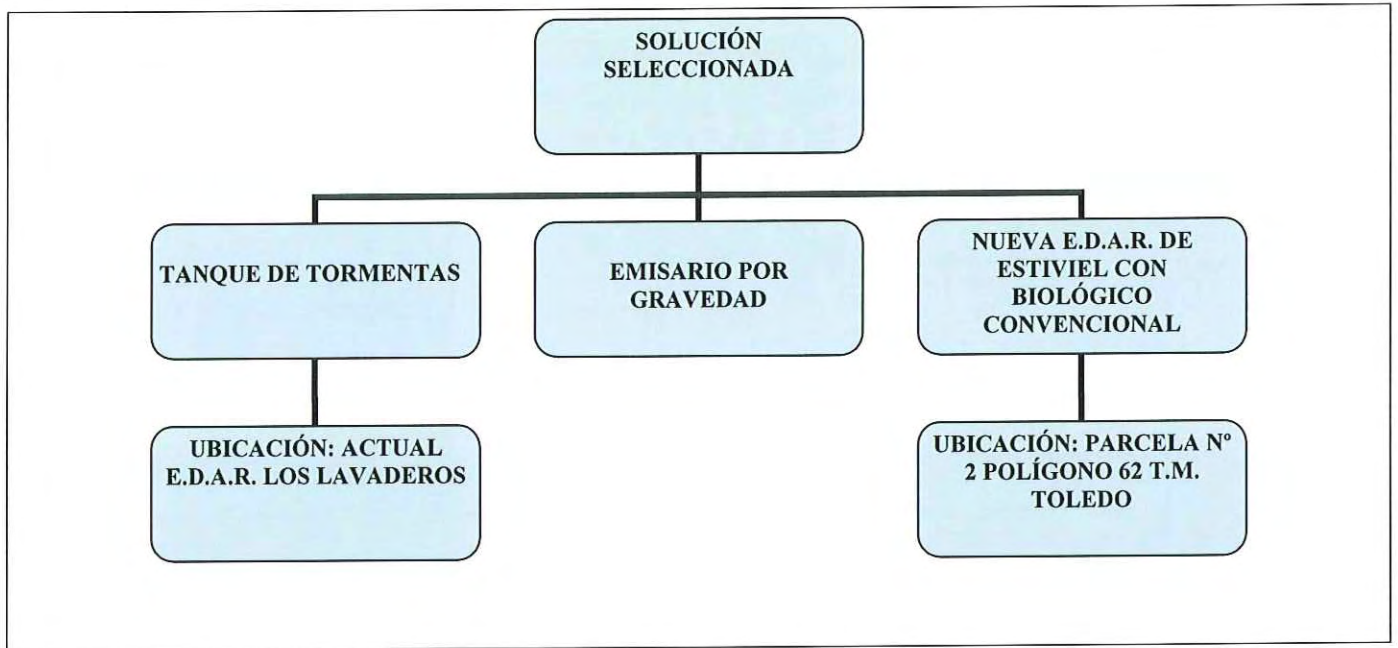 SOLUCIÓN
SELECCIONADA
TANQUE DE TORMENTAS
EMISARIO POR
GRAVEDAD
NUEVA E.D.A.R. DE
ESTIVIEL CON
BIOLÓGICO
CONVENCIONAL
UBICACIÓN: ACTUAL
E.D.A.R. LOS LAVADEROS
UBICACIÓN: PARCELA Nº
2 POLÍGONO 62 T.M.
TOLEDO